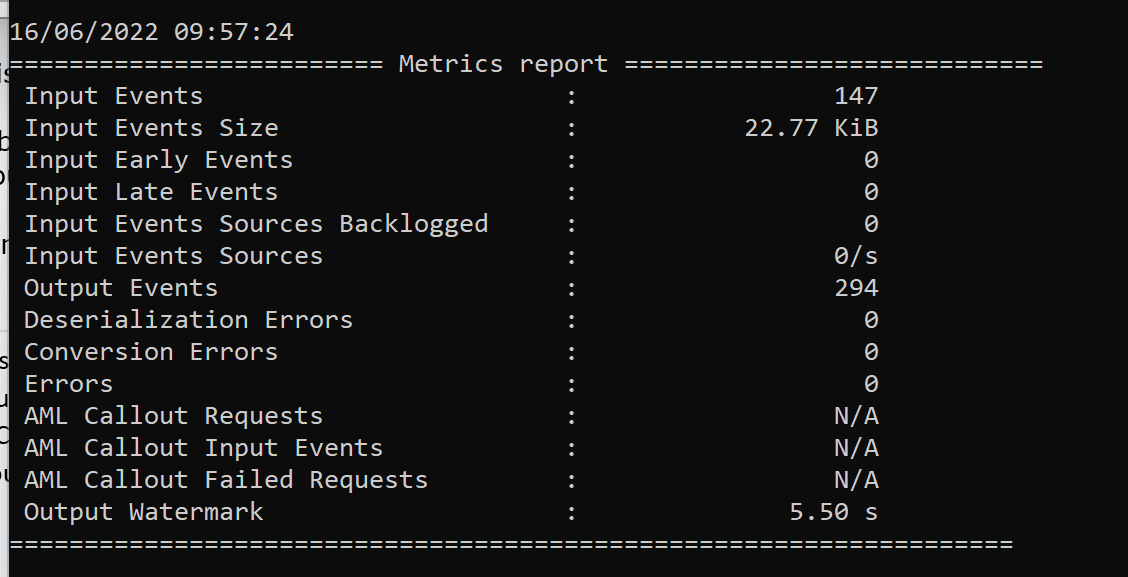 16/06/2022 09:57:24
========================= Metrics report ============================
Input Events : 147
Input Events Size : 22.77 KiB
Input Early Events : 0
Input Late Events : 0
Input Events Sources Backlogged : 0
Input Events Sources : 0/s
Output Events : 294
Deserialization Errors : 0
Conversion Errors : 0
Errors : 0
AML Callout Requests : N/A
AML Callout Input Events : N/A
AML Callout Failed Requests : N/A
Output Watermark : 5.50 s
===================================================================